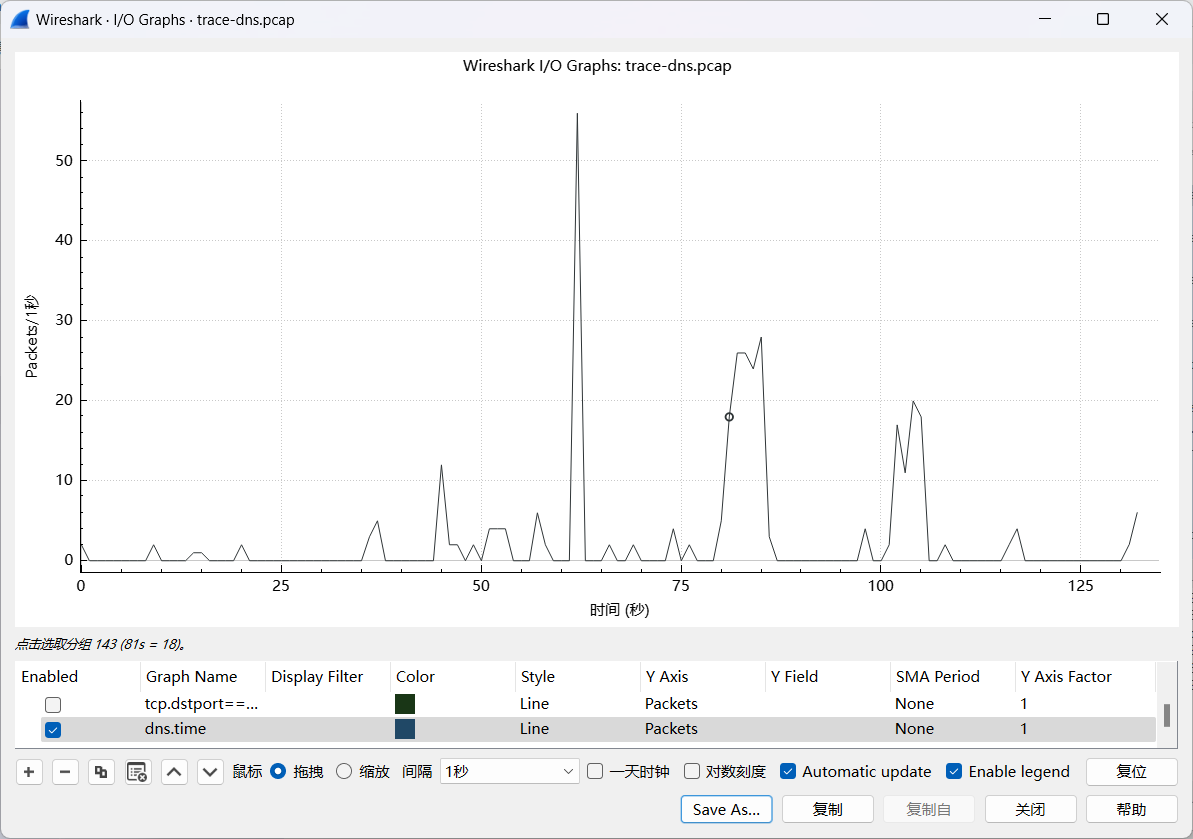 Wireshark · I/O Graphs · trace-dns.pcap
Wireshark I/O Graphs: trace-dns.pcap
Packets/1秒
50
40
30
20
10
0
0 25 50 75 100 125
时间 (秒)
点击选取分组 143 (81s = 18)。
Enabled Graph Name Display Filter Color Style Y Axis Y Field SMA Period Y Axis Factor
tcp.dstport==... Line Packets None 1
dns.time Line Packets None 1
鼠标 拖拽 缩放 间隔 1秒 一天时钟 对数刻度 Automatic update Enable legend 复位
Save As... 复制 复制自 关闭 帮助